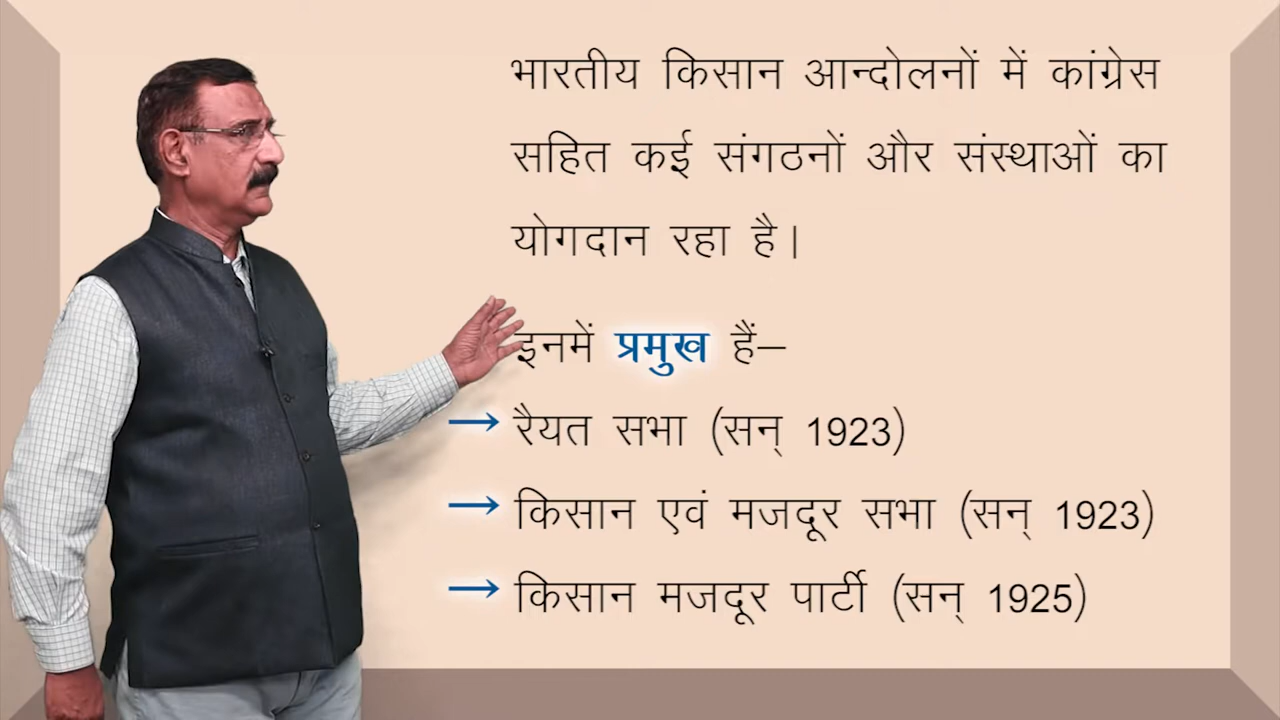 भारतीय किसान आन्दोलनों में कांग्रेस
सहित कई संगठनों और संस्थाओं का
योगदान रहा है।
इनमें प्रमुख हैं–
→ रैयत सभा (सन् 1923)
→ किसान एवं मजदूर सभा (सन् 1923)
→ किसान मजदूर पार्टी (सन् 1925)